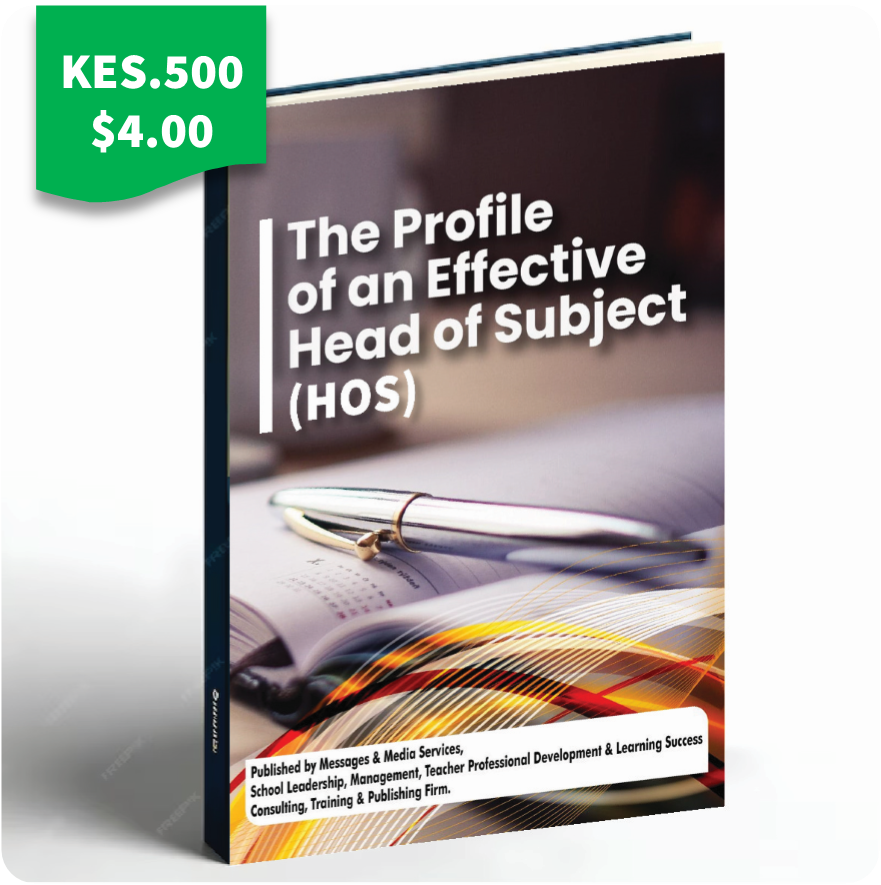 KES.500
$4.00
The Profile
of an Effective
Head of Subject
(HOS)
Published by Messages & Media Services,
School Leadership, Management, Teacher Professional Development & Learning Success
Consulting, Training & Publishing Firm.